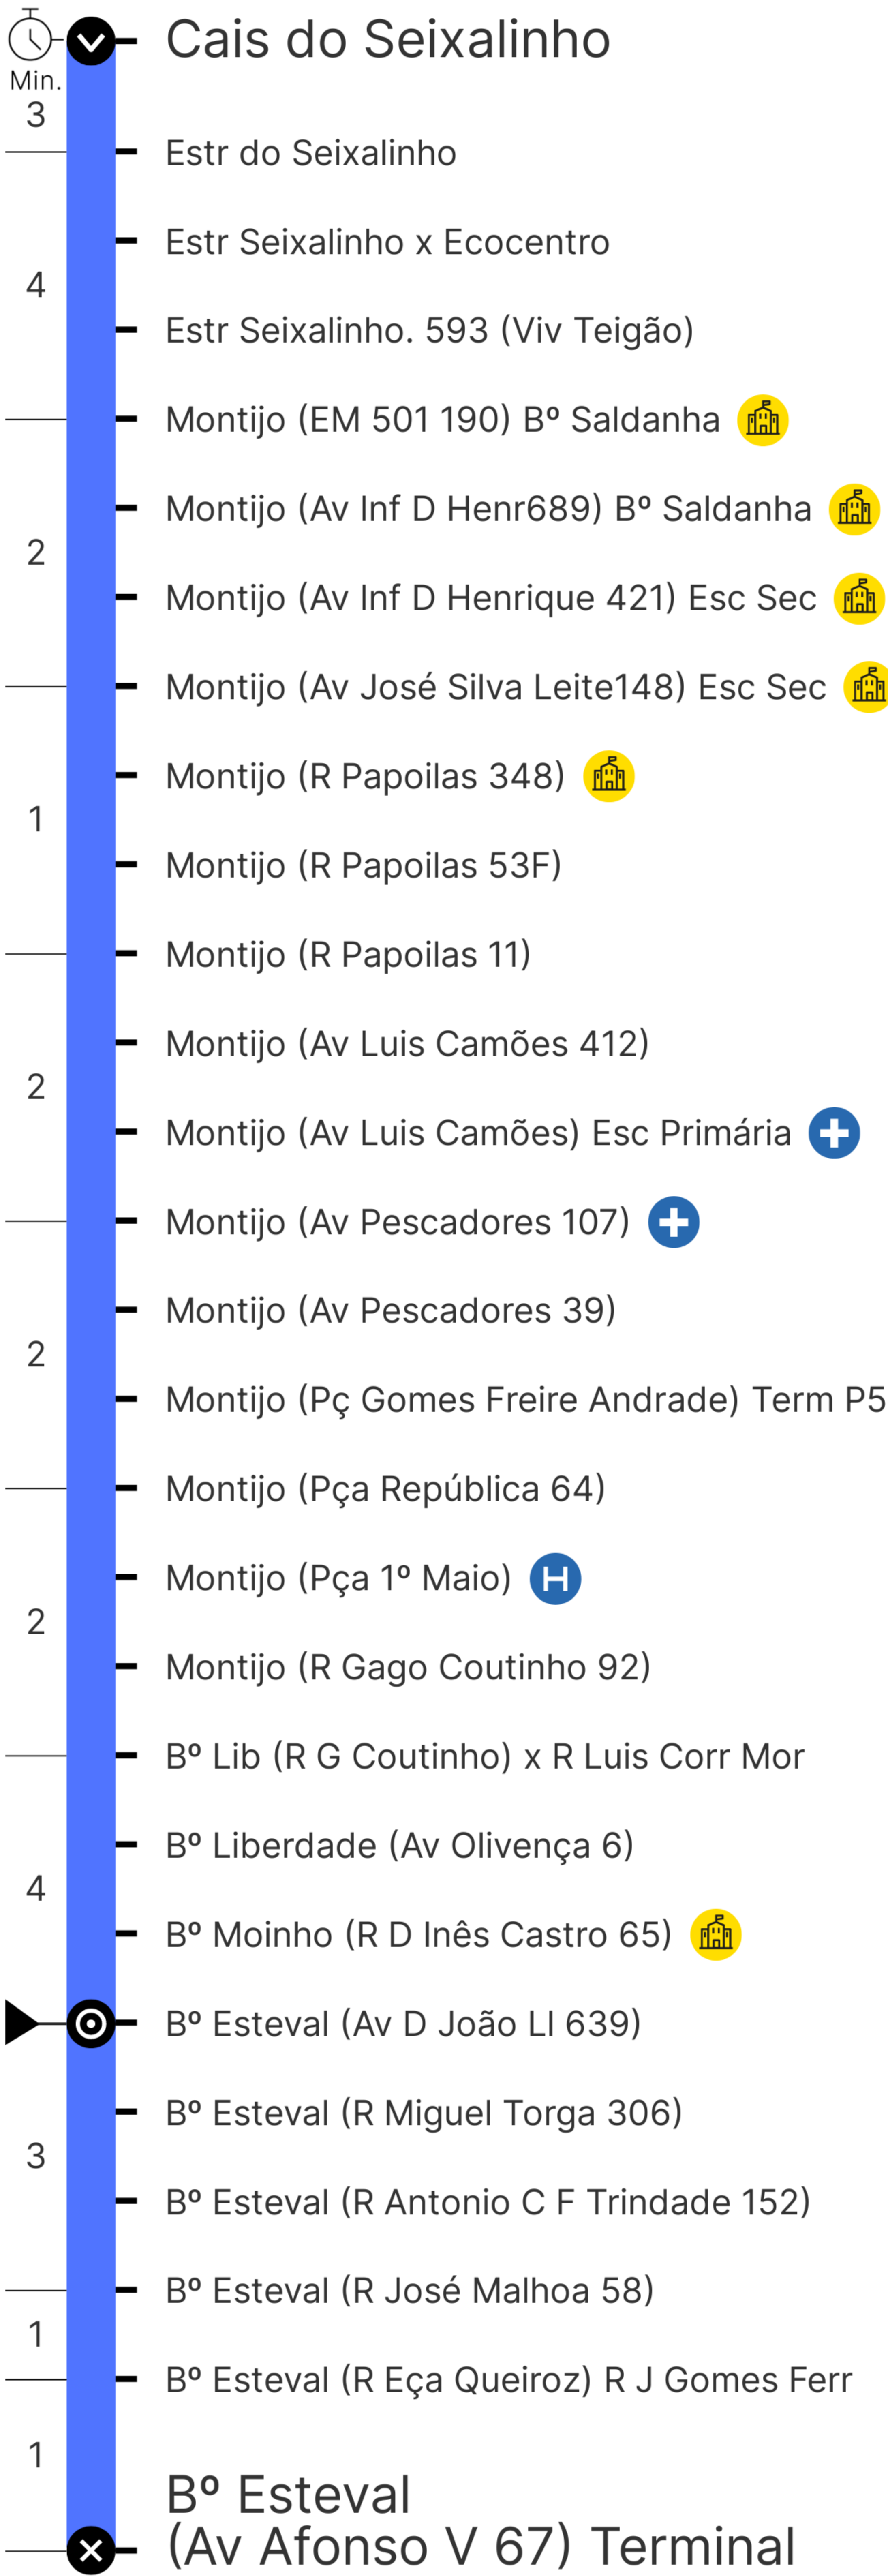 Cais do Seixalinho
Min.
3
Estr do Seixalinho
Estr Seixalinho x Ecocentro
4
Estr Seixalinho. 593 (Viv Teigão)
Montijo (EM 501 190) Bº Saldanha
Montijo (Av Inf D Henr689) Bº Saldanha
2
Montijo (Av Inf D Henrique 421) Esc Sec
Montijo (Av José Silva Leite148) Esc Sec
Montijo (R Papoilas 348)
1
Montijo (R Papoilas 53F)
Montijo (R Papoilas 11)
Montijo (Av Luis Camões 412)
2
Montijo (Av Luis Camões) Esc Primária
Montijo (Av Pescadores 107)
Montijo (Av Pescadores 39)
2
Montijo (Pç Gomes Freire Andrade) Term P5
Montijo (Pça República 64)
Montijo (Pça 1º Maio) H
2
Montijo (R Gago Coutinho 92)
Bº Lib (R G Coutinho) x R Luis Corr Mor
Bº Liberdade (Av Olivença 6)
4
Bº Moinho (R D Inês Castro 65)
Bº Esteval (Av D João LI 639)
Bº Esteval (R Miguel Torga 306)
3
Bº Esteval (R Antonio C F Trindade 152)
Bº Esteval (R José Malhoa 58)
1
Bº Esteval (R Eça Queiroz) R J Gomes Ferr
1
Bº Esteval
(Av Afonso V 67) Terminal